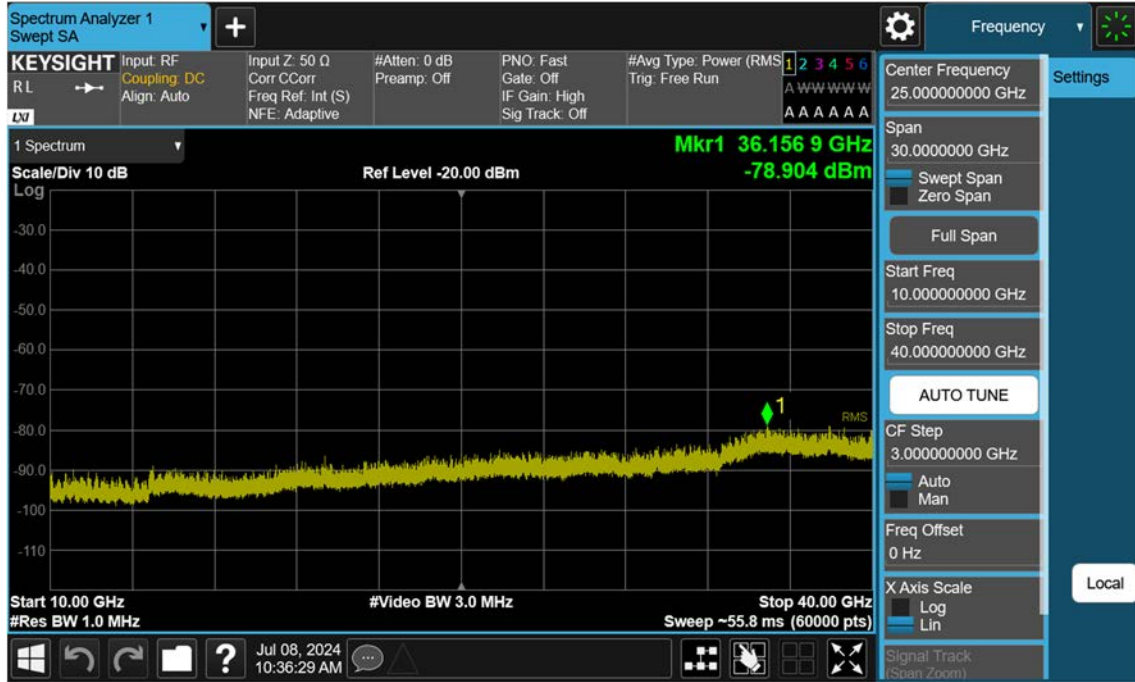 Spectrum Analyzer 1
Swept SA
Frequency
KEYSIGHT
R L
LXI
Input: RF
Coupling: DC
Align: Auto
Input Z: 50 Ω
Corr CCorr
Freq Ref: Int (S)
NFE: Adaptive
#Atten: 0 dB
Preamp: Off
PNO: Fast
Gate: Off
IF Gain: High
Sig Track: Off
#Avg Type: Power (RMS
Trig: Free Run
1 2 3 4 5 6
A W W W W W
A A A A A A
1 Spectrum
Scale/Div 10 dB
Ref Level -20.00 dBm
Mkr1 36.156 9 GHz
-78.904 dBm
Log
-30.0
-40.0
-50.0
-60.0
-70.0
-80.0
-90.0
-100
-110
1
RMS
Start 10.00 GHz
#Res BW 1.0 MHz
#Video BW 3.0 MHz
Stop 40.00 GHz
Sweep ~55.8 ms (60000 pts)
Center Frequency
25.000000000 GHz
Span
30.0000000 GHz
Swept Span
Zero Span
Full Span
Start Freq
10.000000000 GHz
Stop Freq
40.000000000 GHz
AUTO TUNE
CF Step
3.000000000 GHz
Auto
Man
Freq Offset
0 Hz
X Axis Scale
Log
Lin
Signal Track
(Span Zoom)
Settings
Local
?
Jul 08, 2024
10:36:29 AM